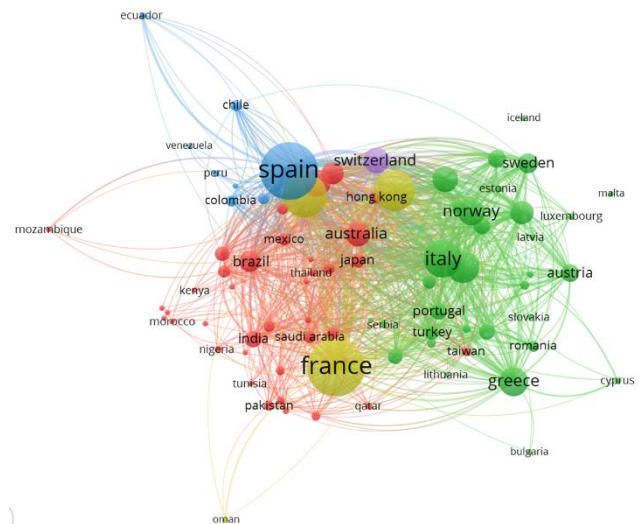 ecuador
chile
iceland
venezuela
spain
switzerland
sweden
peru
estonia
malta
colombia
hong kong
norway
luxembourg
mozambique
mexico
australia
latvia
brazil
thailand
japan
italy
austria
kenya
morocco
india
saudi arabia
serbia
portugal
turkey
slovakia
nigeria
france
taiwan
romania
tunisia
lithuania
greece
cyprus
pakistan
qatar
bulgaria
oman